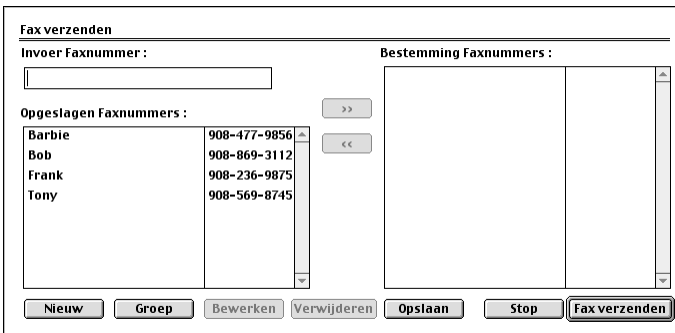 Fax verzenden
Invoer Faxnummer :
Opgeslagen Faxnummers :
Barbie 908-477-9856
Bob 908-869-3112
Frank 908-236-9875
Tony 908-569-8745
>>
<<
Bestemming Faxnummers :
Nieuw Groep Bewerken Verwijderen Opslaan Stop Fax verzenden